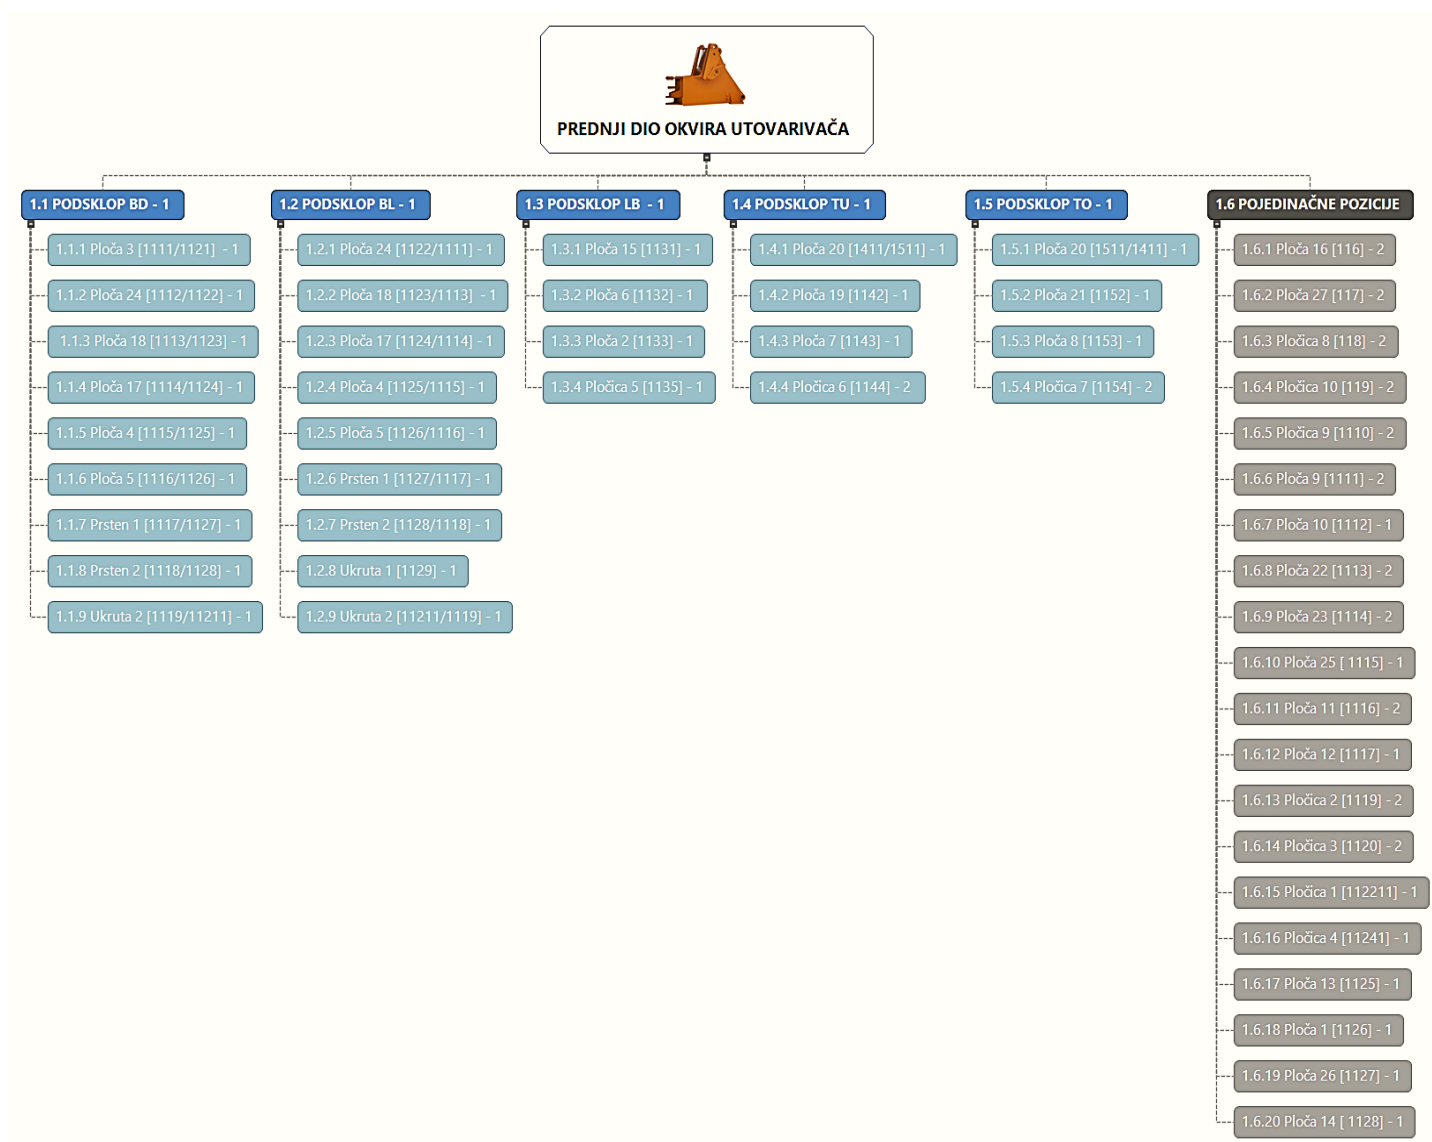 PREDNJI DIO OKVIRA UTOVARIVAČA
1.1 PODSKLOP BD - 1
1.1.1 Ploča 3 [1111/1121] - 1
1.1.2 Ploča 24 [1112/1122] - 1
1.1.3 Ploča 18 [1113/1123] - 1
1.1.4 Ploča 17 [1114/1124] - 1
1.1.5 Ploča 4 [1115/1125] - 1
1.1.6 Ploča 5 [1116/1126] - 1
1.1.7 Prsten 1 [1117/1127] - 1
1.1.8 Prsten 2 [1118/1128] - 1
1.1.9 Ukruta 2 [1119/11211] - 1
1.2 PODSKLOP BL - 1
1.2.1 Ploča 24 [1122/1111] - 1
1.2.2 Ploča 18 [1123/1113] - 1
1.2.3 Ploča 17 [1124/1114] - 1
1.2.4 Ploča 4 [1125/1115] - 1
1.2.5 Ploča 5 [1126/1116] - 1
1.2.6 Prsten 1 [1127/1117] - 1
1.2.7 Prsten 2 [1128/1118] - 1
1.2.8 Ukruta 1 [1129] - 1
1.2.9 Ukruta 2 [11211/1119] - 1
1.3 PODSKLOP LB - 1
1.3.1 Ploča 15 [1131] - 1
1.3.2 Ploča 6 [1132] - 1
1.3.3 Ploča 2 [1133] - 1
1.3.4 Pločica 5 [1135] - 1
1.4 PODSKLOP TU - 1
1.4.1 Ploča 20 [1411/1511] - 1
1.4.2 Ploča 19 [1142] - 1
1.4.3 Ploča 7 [1143] - 1
1.4.4 Pločica 6 [1144] - 2
1.5 PODSKLOP TO - 1
1.5.1 Ploča 20 [1511/1411] - 1
1.5.2 Ploča 21 [1152] - 1
1.5.3 Ploča 8 [1153] - 1
1.5.4 Pločica 7 [1154] - 2
1.6 POJEDINAČNE POZICIJE
1.6.1 Ploča 16 [116] - 2
1.6.2 Ploča 27 [117] - 2
1.6.3 Pločica 8 [118] - 2
1.6.4 Pločica 10 [119] - 2
1.6.5 Pločica 9 [1110] - 2
1.6.6 Ploča 9 [1111] - 2
1.6.7 Ploča 10 [1112] - 1
1.6.8 Ploča 22 [1113] - 2
1.6.9 Ploča 23 [1114] - 2
1.6.10 Ploča 25 [ 1115] - 1
1.6.11 Ploča 11 [1116] - 2
1.6.12 Ploča 12 [1117] - 1
1.6.13 Pločica 2 [1119] - 2
1.6.14 Pločica 3 [1120] - 2
1.6.15 Pločica 1 [112211] - 1
1.6.16 Pločica 4 [11241] - 1
1.6.17 Ploča 13 [1125] - 1
1.6.18 Ploča 1 [1126] - 1
1.6.19 Ploča 26 [1127] - 1
1.6.20 Ploča 14 [ 1128] - 1